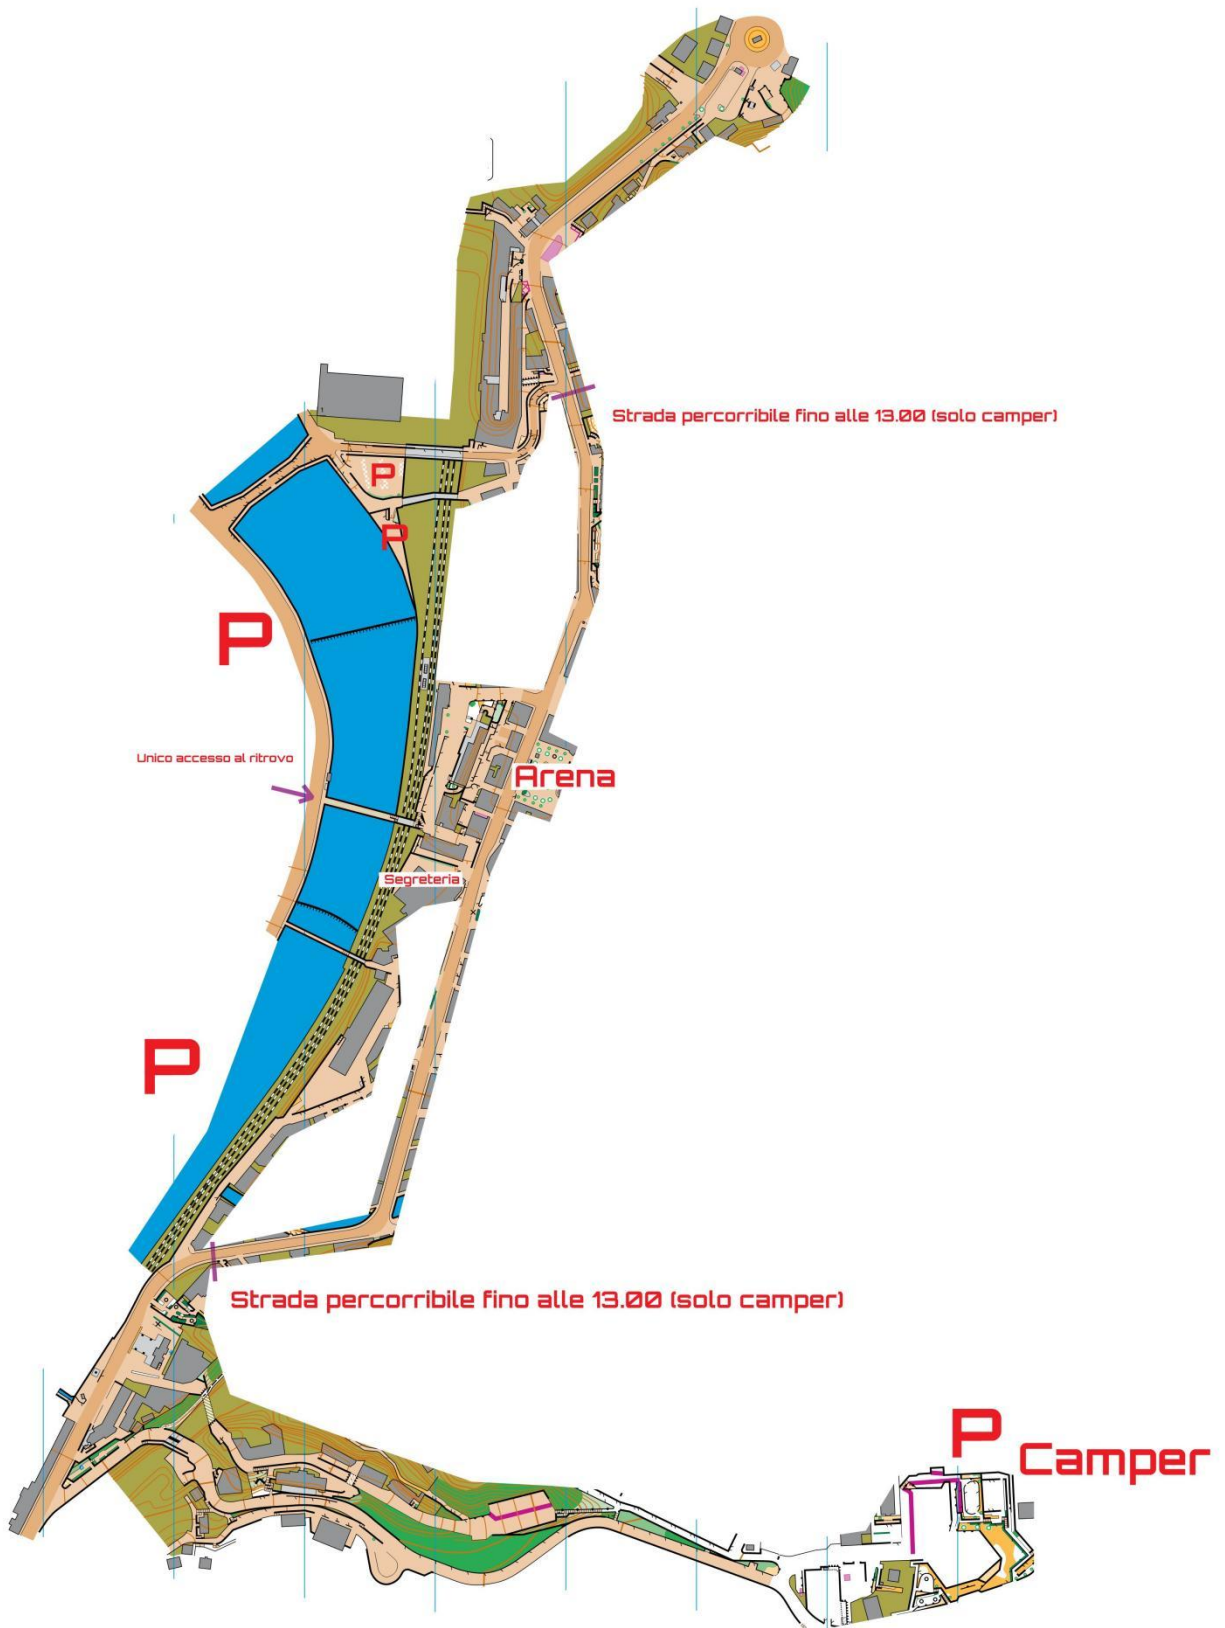 Strada percorribile fino alle 13.00 (solo camper)
P
P
P
Unico accesso al ritrovo
Arena
Segreteria
P
Strada percorribile fino alle 13.00 (solo camper)
P
Camper